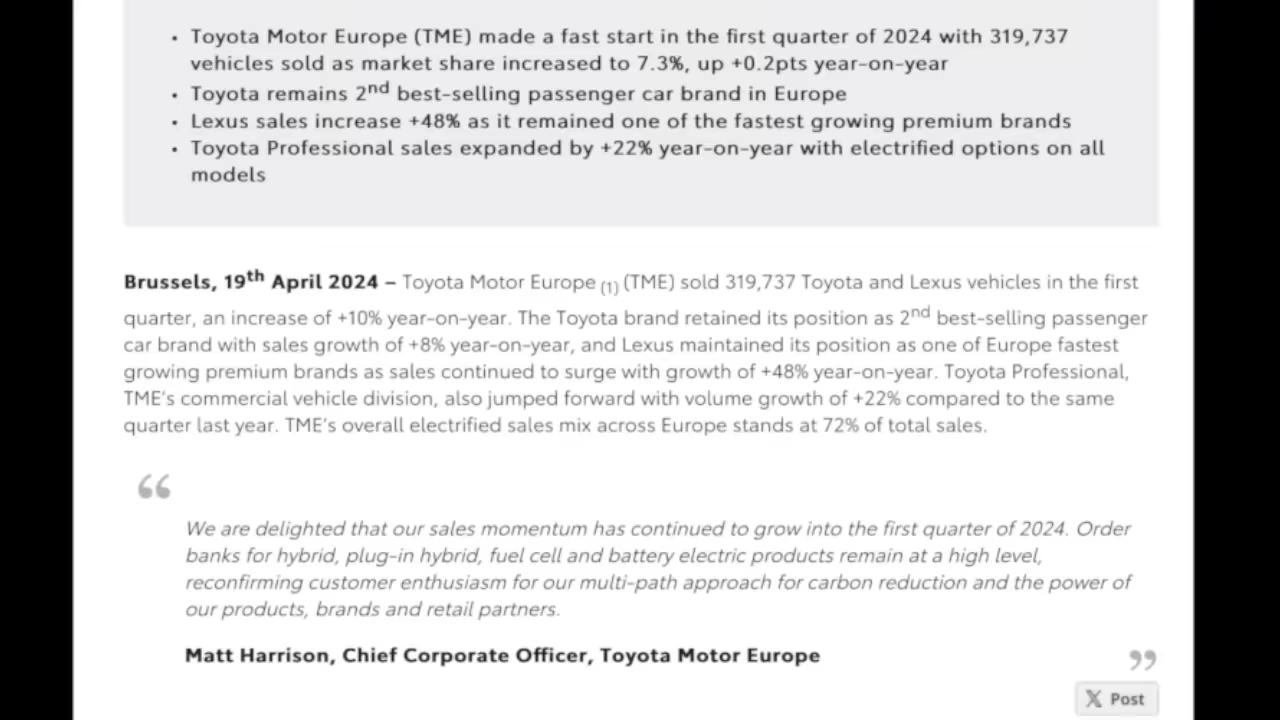 • Toyota Motor Europe (TME) made a fast start in the first quarter of 2024 with 319,737
vehicles sold as market share increased to 7.3%, up +0.2pts year-on-year
• Toyota remains 2nd best-selling passenger car brand in Europe
• Lexus sales increase +48% as it remained one of the fastest growing premium brands
• Toyota Professional sales expanded by +22% year-on-year with electrified options on all
models
Brussels, 19th April 2024 – Toyota Motor Europe (1) (TME) sold 319,737 Toyota and Lexus vehicles in the first
quarter, an increase of +10% year-on-year. The Toyota brand retained its position as 2nd best-selling passenger
car brand with sales growth of +8% year-on-year, and Lexus maintained its position as one of Europe fastest
growing premium brands as sales continued to surge with growth of +48% year-on-year. Toyota Professional,
TME's commercial vehicle division, also jumped forward with volume growth of +22% compared to the same
quarter last year. TME's overall electrified sales mix across Europe stands at 72% of total sales.
“
We are delighted that our sales momentum has continued to grow into the first quarter of 2024. Order
banks for hybrid, plug-in hybrid, fuel cell and battery electric products remain at a high level,
reconfirming customer enthusiasm for our multi-path approach for carbon reduction and the power of
our products, brands and retail partners.
Matt Harrison, Chief Corporate Officer, Toyota Motor Europe
”
X Post